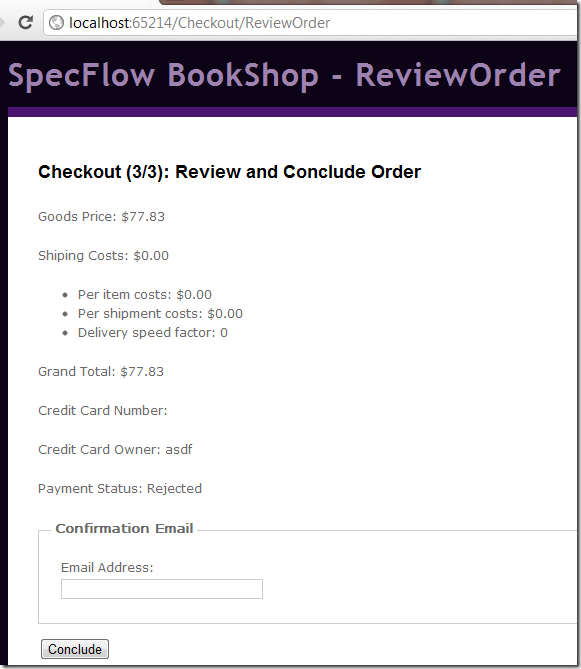 localhost:65214/Checkout/ReviewOrder
SpecFlow BookShop - ReviewOrder
Checkout (3/3): Review and Conclude Order
Goods Price: $77.83
Shiping Costs: $0.00
Per item costs: $0.00
Per shipment costs: $0.00
Delivery speed factor: 0
Grand Total: $77.83
Credit Card Number:
Credit Card Owner: asdf
Payment Status: Rejected
Confirmation Email
Email Address:
Conclude